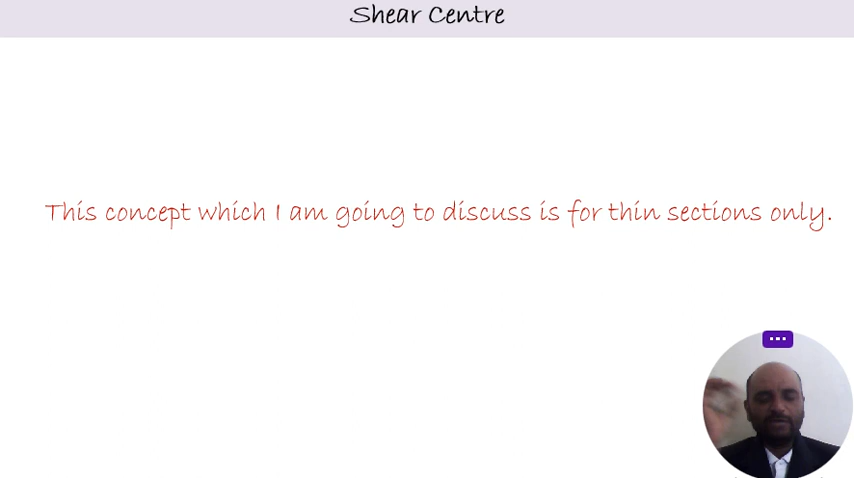 Shear Centre
This concept which I am going to discuss is for thin sections only.